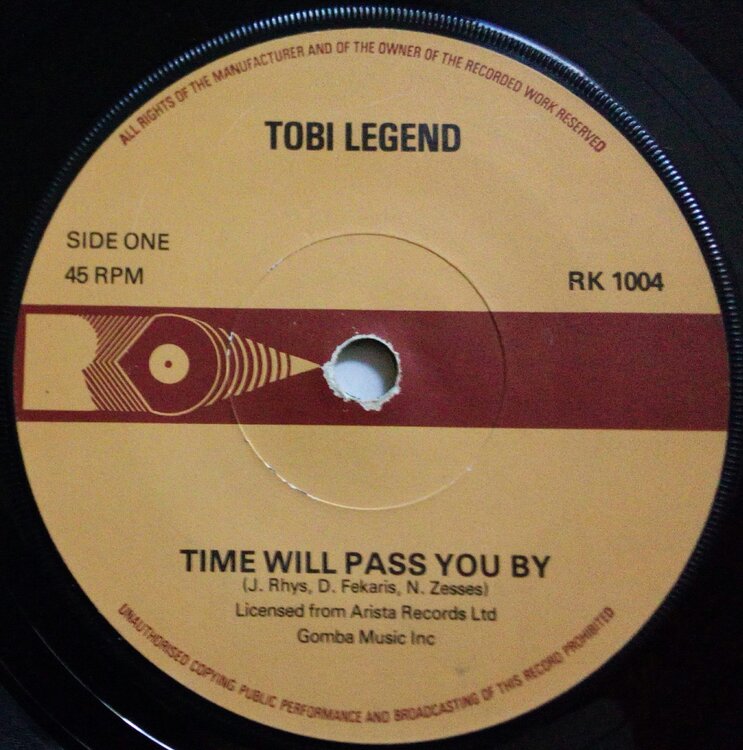 ALL RIGHTS OF THE MANUFACTURER AND OF THE OWNER OF THE RECORDED WORK RESERVED
TOBI LEGEND
SIDE ONE
45 RPM
RK 1004
TIME WILL PASS YOU BY
(J. Rhys, D. Fekaris, N. Zesses)
Licensed from Arista Records Ltd
Gomba Music Inc
UNAUTHORISED COPYING PUBLIC PERFORMANCE AND BROADCASTING OF THIS RECORD PROHIBITED